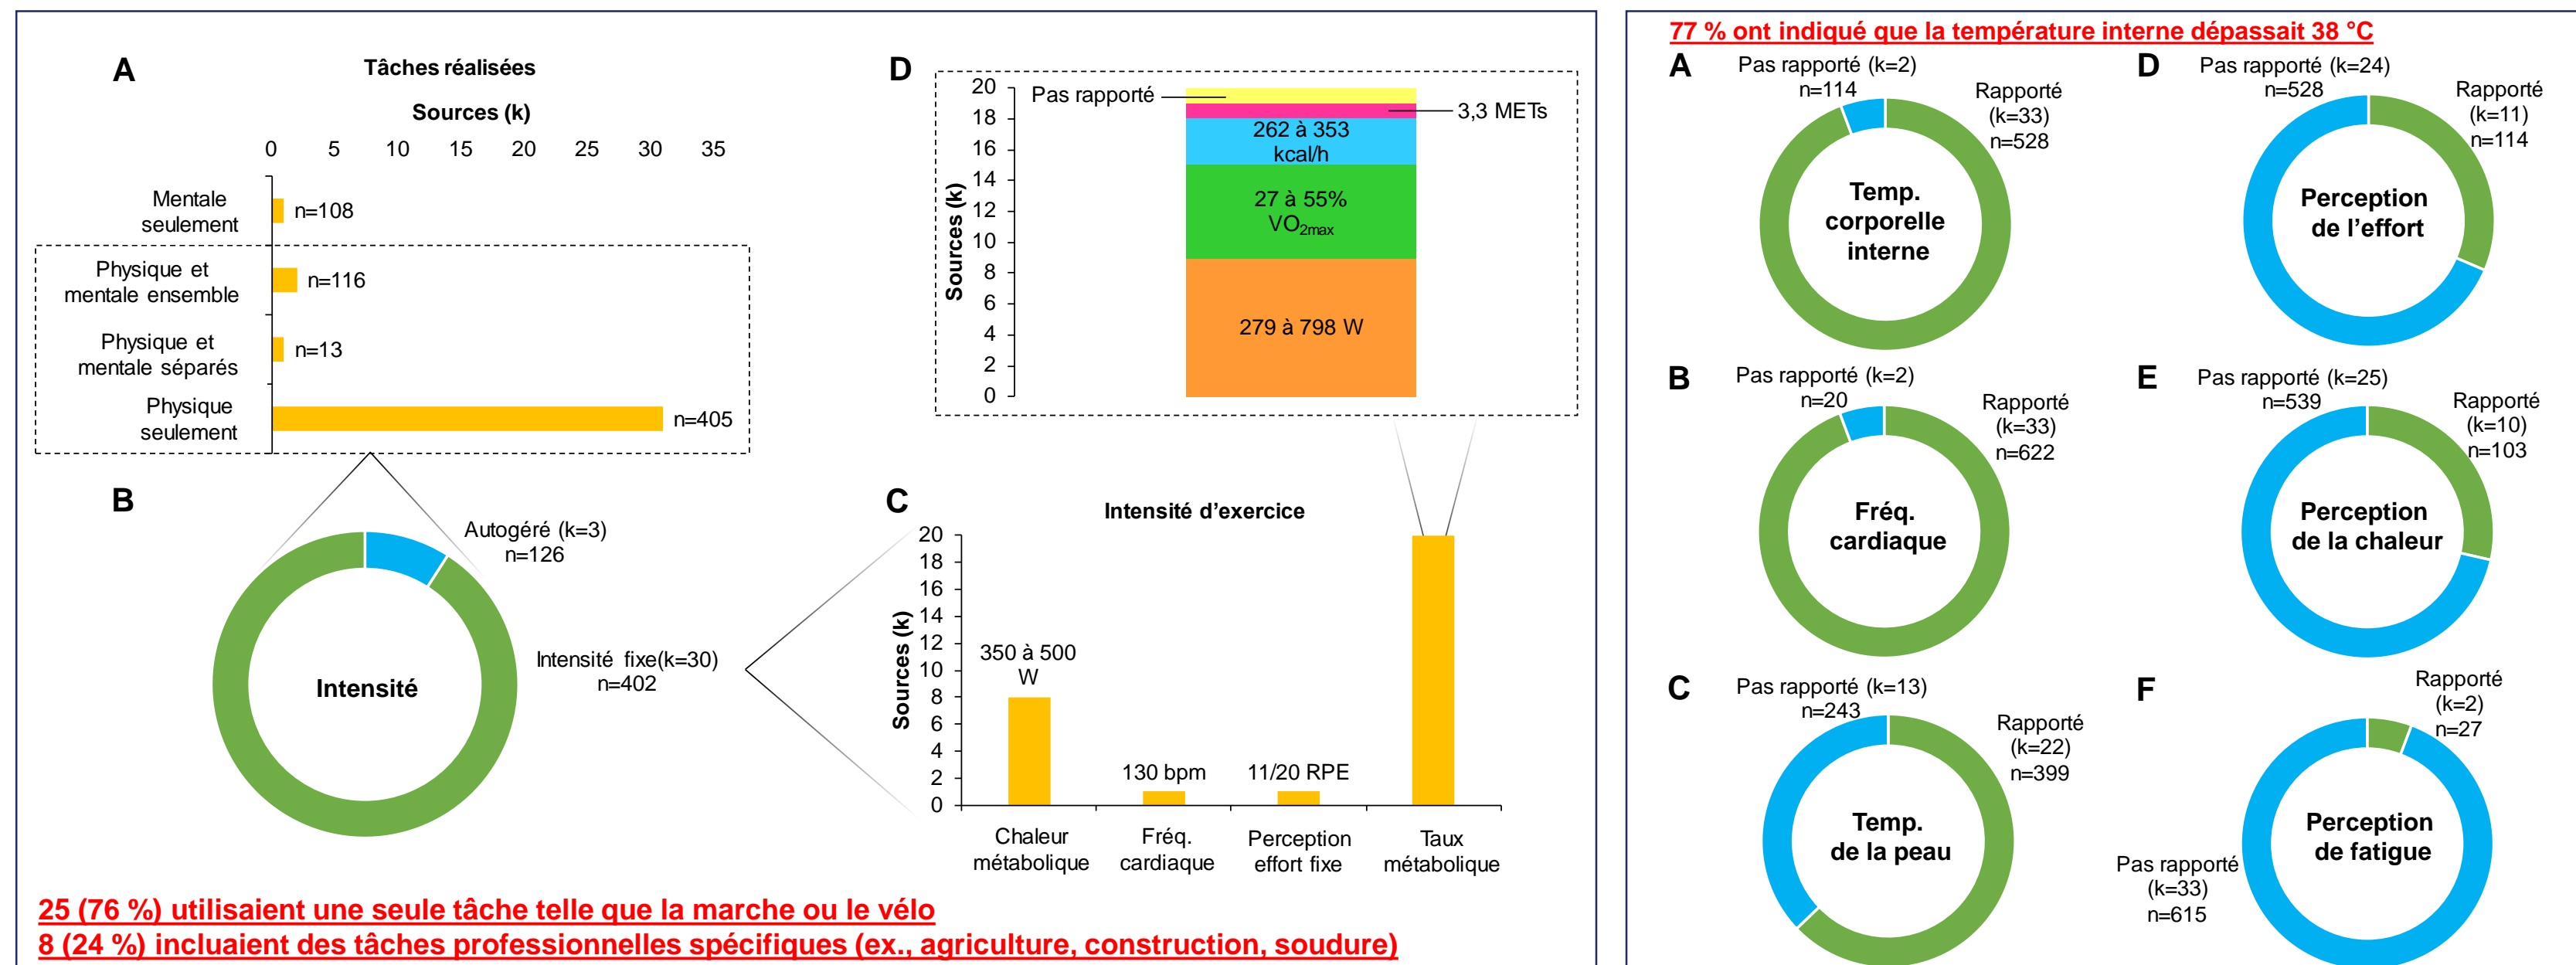 A
Tâches réalisées
Sources (k)
0 5 10 15 20 25 30 35
Mentale
seulement
n=108
Physique et
mentale ensemble
n=116
Physique et
mentale séparés
n=13
Physique
seulement
n=405
B
Autogéré (k=3)
n=126
Intensité fixe(k=30)
n=402
Intensité
D
Sources (k)
20
18
16
14
12
10
8
6
4
2
0
Pas rapporté
3,3 METs
262 à 353
kcal/h
27 à 55%
VO2max
279 à 798 W
C
Intensité d’exercice
Sources (k)
20
18
16
14
12
10
8
6
4
2
0
350 à 500
W
130 bpm
11/20 RPE
Chaleur
métabolique
Fréq.
cardiaque
Perception
effort fixe
Taux
métabolique
25 (76 %) utilisaient une seule tâche telle que la marche ou le vélo
8 (24 %) incluaient des tâches professionnelles spécifiques (ex., agriculture, construction, soudure)
77 % ont indiqué que la température interne dépassait 38 °C
A
Pas rapporté (k=2)
n=114
Rapporté
(k=33)
n=528
Temp.
corporelle
interne
B
Pas rapporté (k=2)
n=20
Rapporté
(k=33)
n=622
Fréq.
cardiaque
C
Pas rapporté (k=13)
n=243
Rapporté
(k=22)
n=399
Temp.
de la peau
D
Pas rapporté (k=24)
n=528
Rapporté
(k=11)
n=114
Perception
de l’effort
E
Pas rapporté (k=25)
n=539
Rapporté
(k=10)
n=103
Perception
de la chaleur
F
Rapporté
(k=2)
n=27
Perception
de fatigue
Pas rapporté
(k=33)
n=615